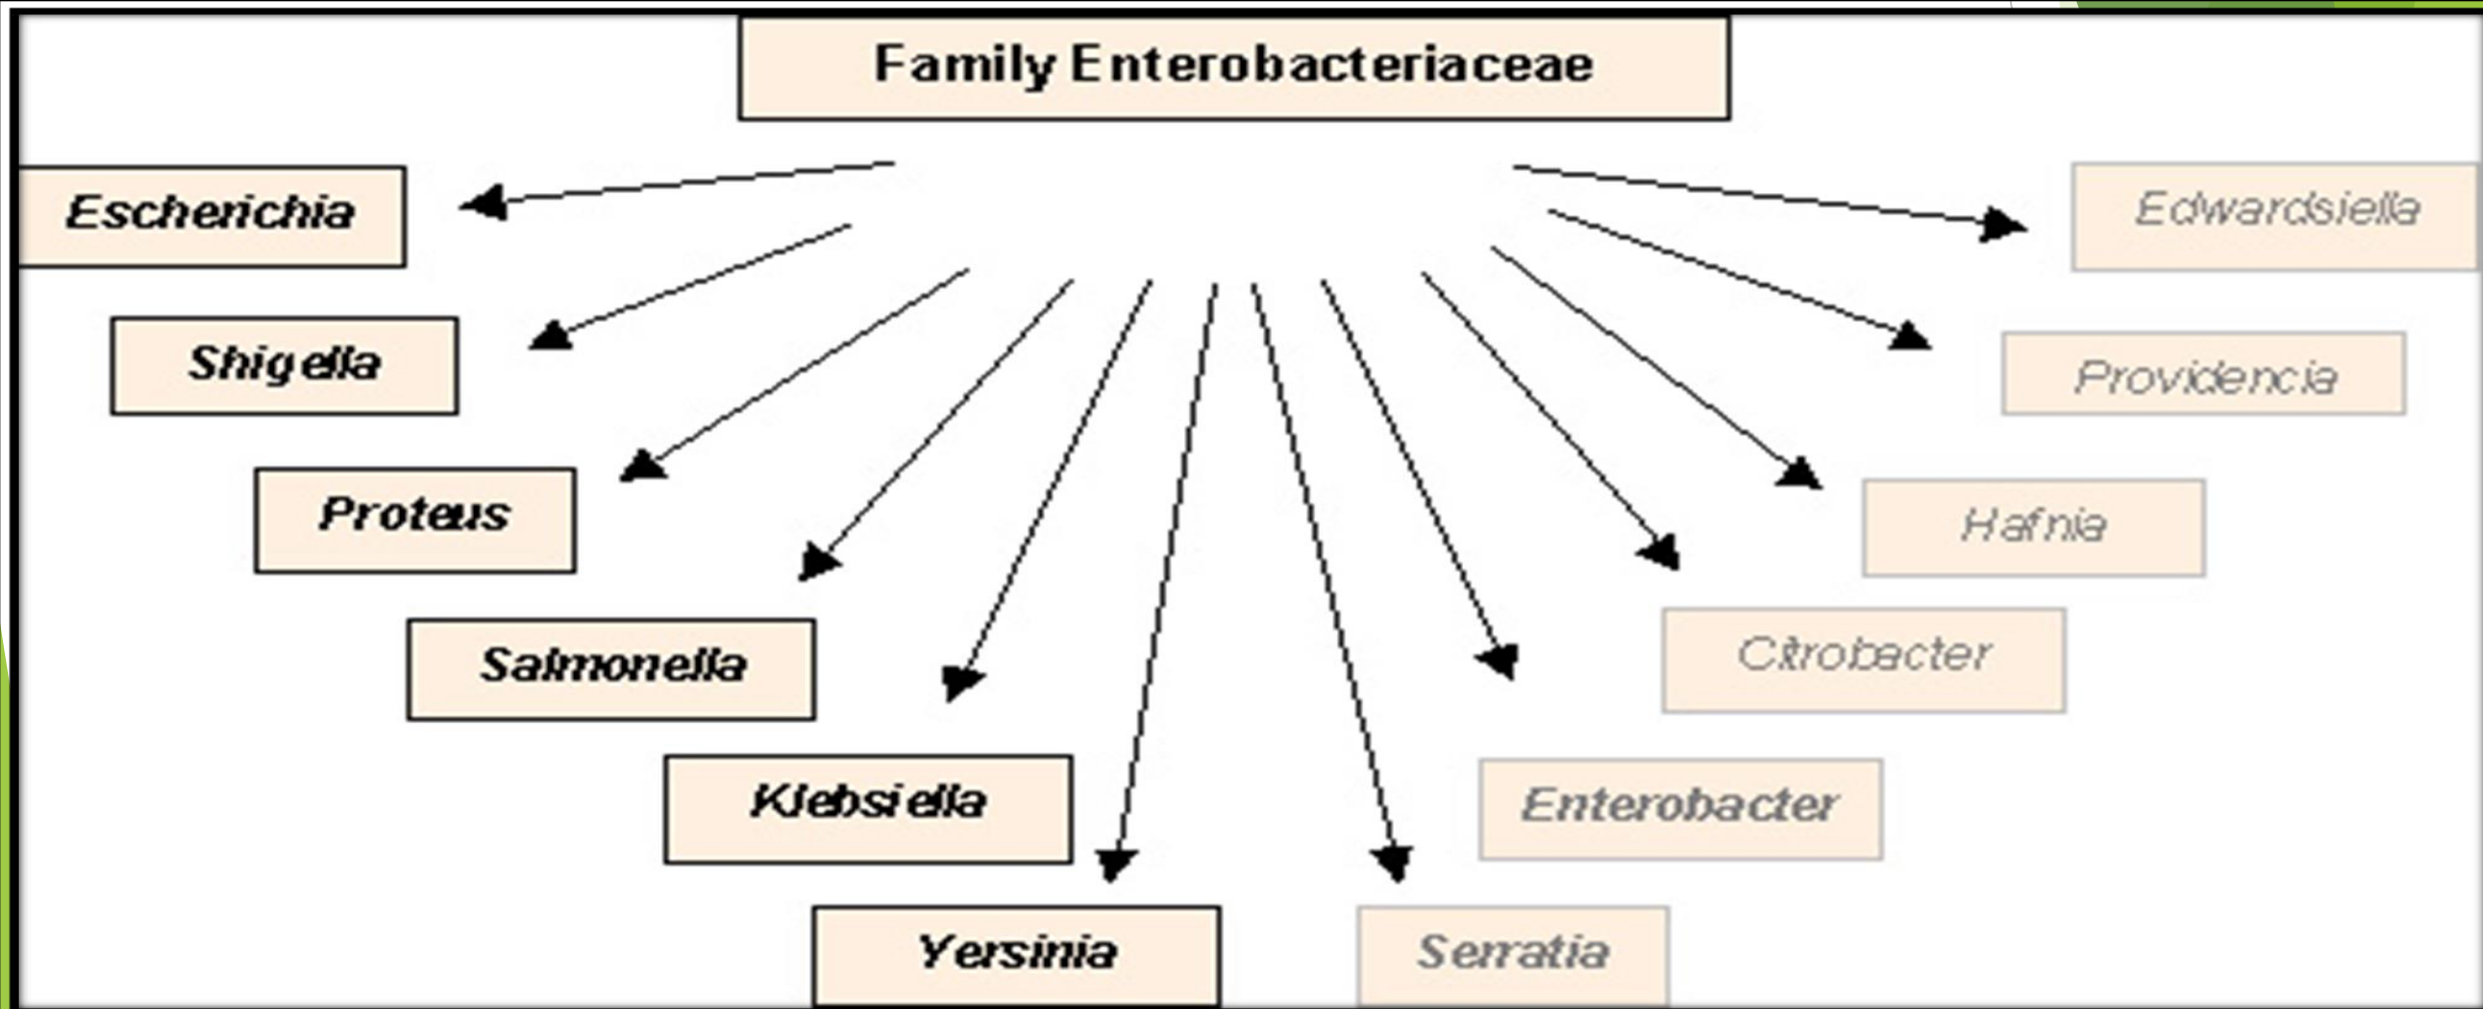 Family Enterobacteriaceae
Escherichia
Edwardsiella
Shigella
Providencia
Proteus
Hafnia
Salmonella
Citrobacter
Klebsiella
Enterobacter
Yersinia
Serratia